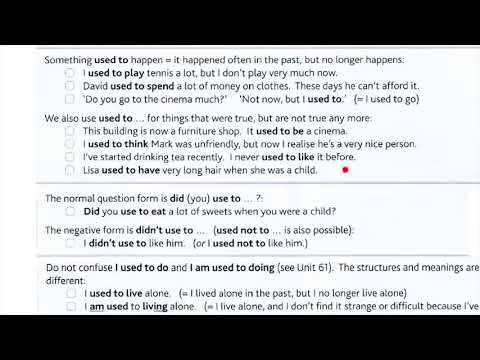 Something used to happen = it happened often in the past, but no longer happens:
I used to play tennis a lot, but I don't play very much now.
David used to spend a lot of money on clothes. These days he can't afford it.
'Do you go to the cinema much?' 'Not now, but I used to.' (= I used to go)
We also use used to ... for things that were true, but are not true any more:
This building is now a furniture shop. It used to be a cinema.
I used to think Mark was unfriendly, but now I realise he's a very nice person.
I've started drinking tea recently. I never used to like it before.
Lisa used to have very long hair when she was a child.
The normal question form is did (you) use to ... ?:
Did you use to eat a lot of sweets when you were a child?
The negative form is didn't use to ... (used not to ... is also possible):
I didn't use to like him. (or I used not to like him.)
Do not confuse I used to do and I am used to doing (see Unit 61). The structures and meanings are
different:
I used to live alone. (= I lived alone in the past, but I no longer live alone)
I am used to living alone. (= I live alone, and I don't find it strange or difficult because I've